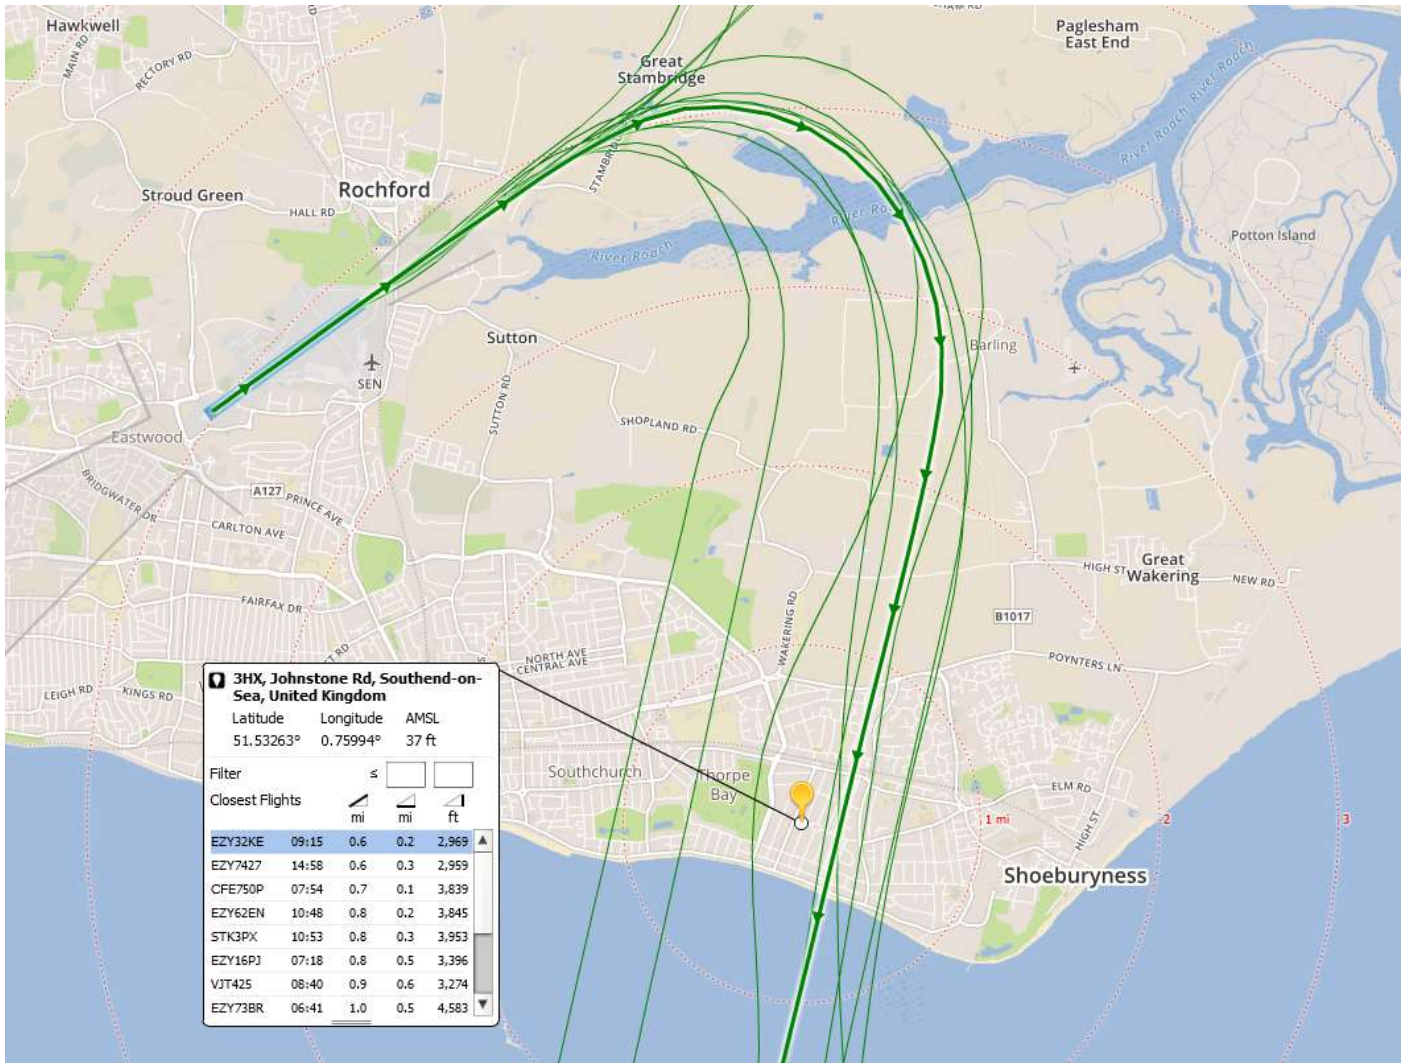 Hawkwell
MAIN RD
RECTORY RD
Great
Stambridge
Paglesham
East End
River Roach
River Roach
Stroud Green
Rochford
HALL RD
River Roach
River Roach
Potton Island
Sutton
SEN
Barling
SUTTON RD
SHOPLAND RD
Eastwood
BRIDGWATER DR
A127
PRINCE AVE
CARLTON AVE
FAIRFAX DR
Great
Wakering
HIGH ST
NEW RD
B1017
WAKERING RD
NORTH AVE
CENTRAL AVE
POYNTERS LN
LEIGH RD
KINGS RD
Southchurch
Thorpe
Bay
ELM RD
HIGH ST
1 mi
2
3
Shoeburyness
3HX, Johnstone Rd, Southend-on-
Sea, United Kingdom
Latitude Longitude AMSL
51.53263° 0.75994° 37 ft
Filter ≤
Closest Flights
mi mi ft
EZY32KE 09:15 0.6 0.2 2,969
EZY7427 14:58 0.6 0.3 2,959
CFE750P 07:54 0.7 0.1 3,839
EZY62EN 10:48 0.8 0.2 3,845
STK3PX 10:53 0.8 0.3 3,953
EZY16PJ 07:18 0.8 0.5 3,396
VJT425 08:40 0.9 0.6 3,274
EZY73BR 06:41 1.0 0.5 4,583